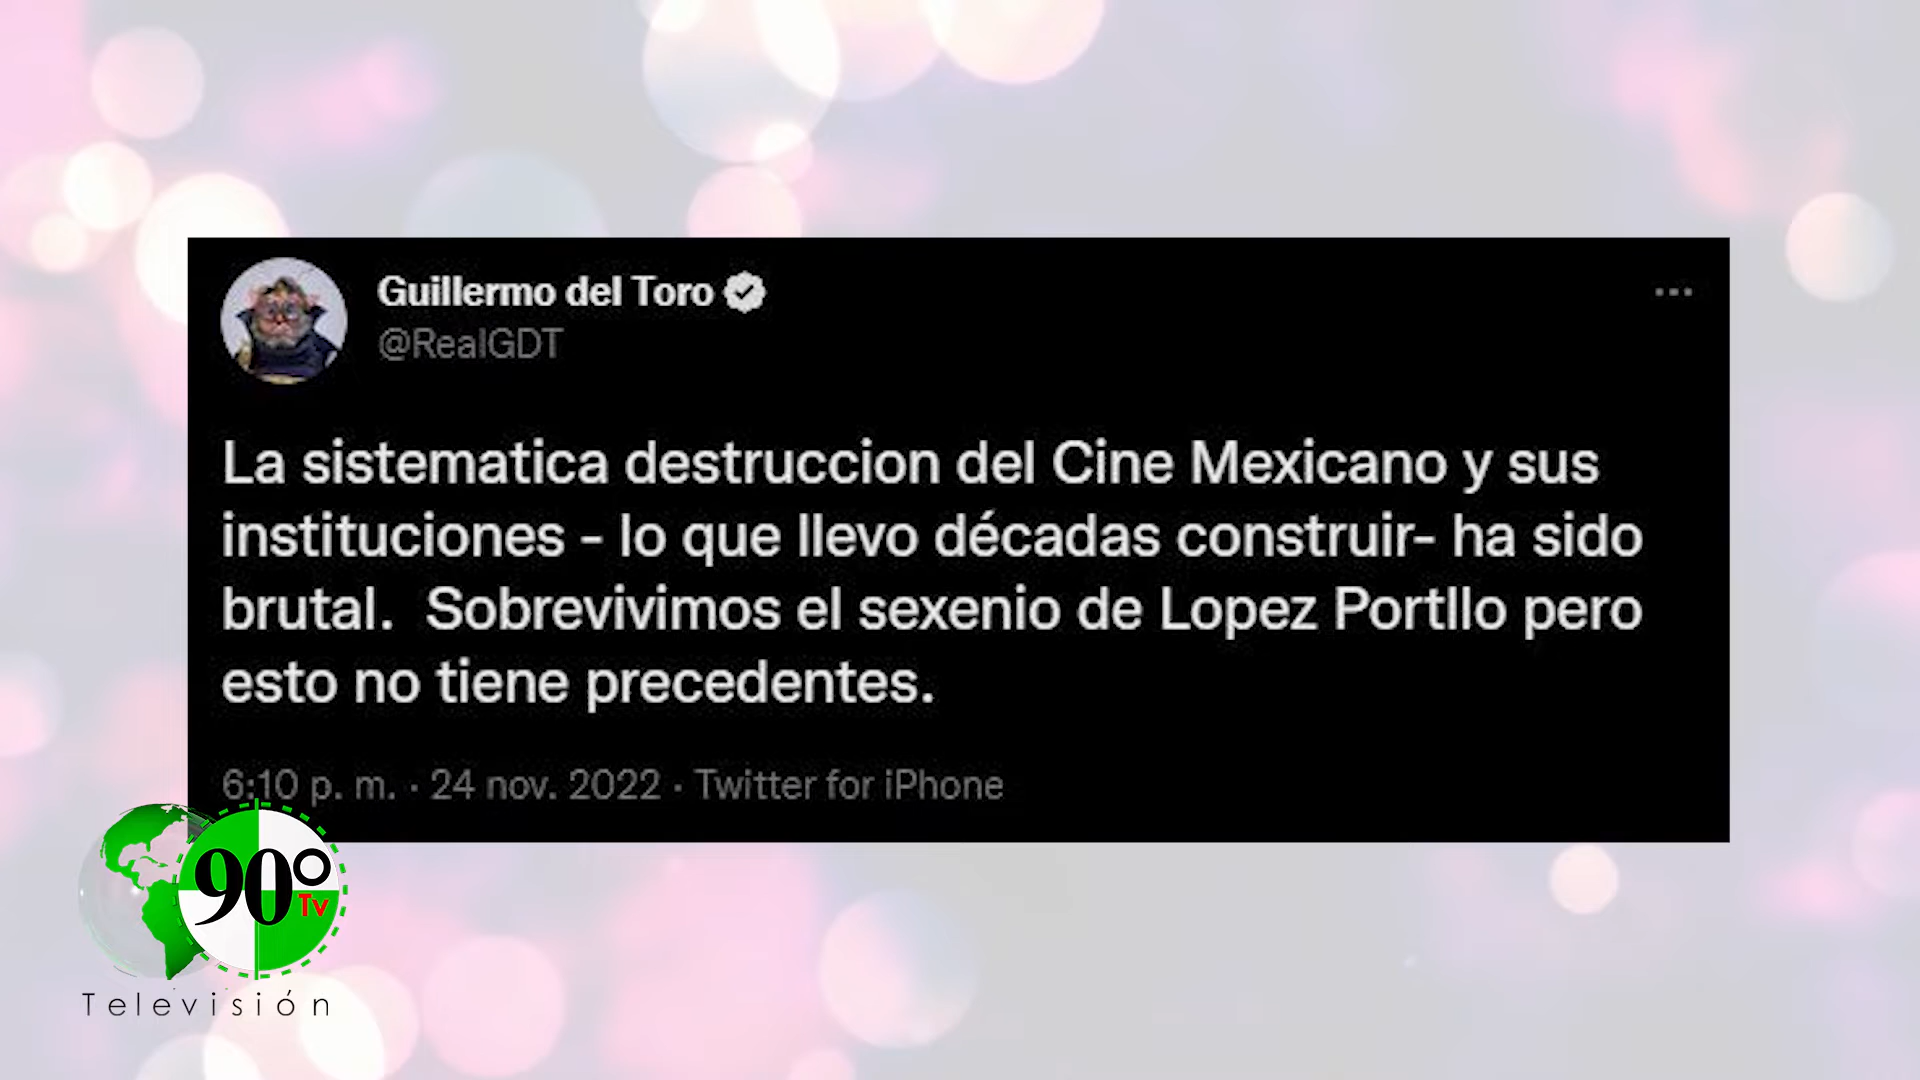 Guillermo del Toro
@RealGDT
La sistematica destruccion del Cine Mexicano y sus
instituciones - lo que llevo décadas construir- ha sido
brutal.  Sobrevivimos el sexenio de Lopez Portllo pero
esto no tiene precedentes.
6:10 p. m. · 24 nov. 2022 · Twitter for iPhone
90° Tv
Televisión